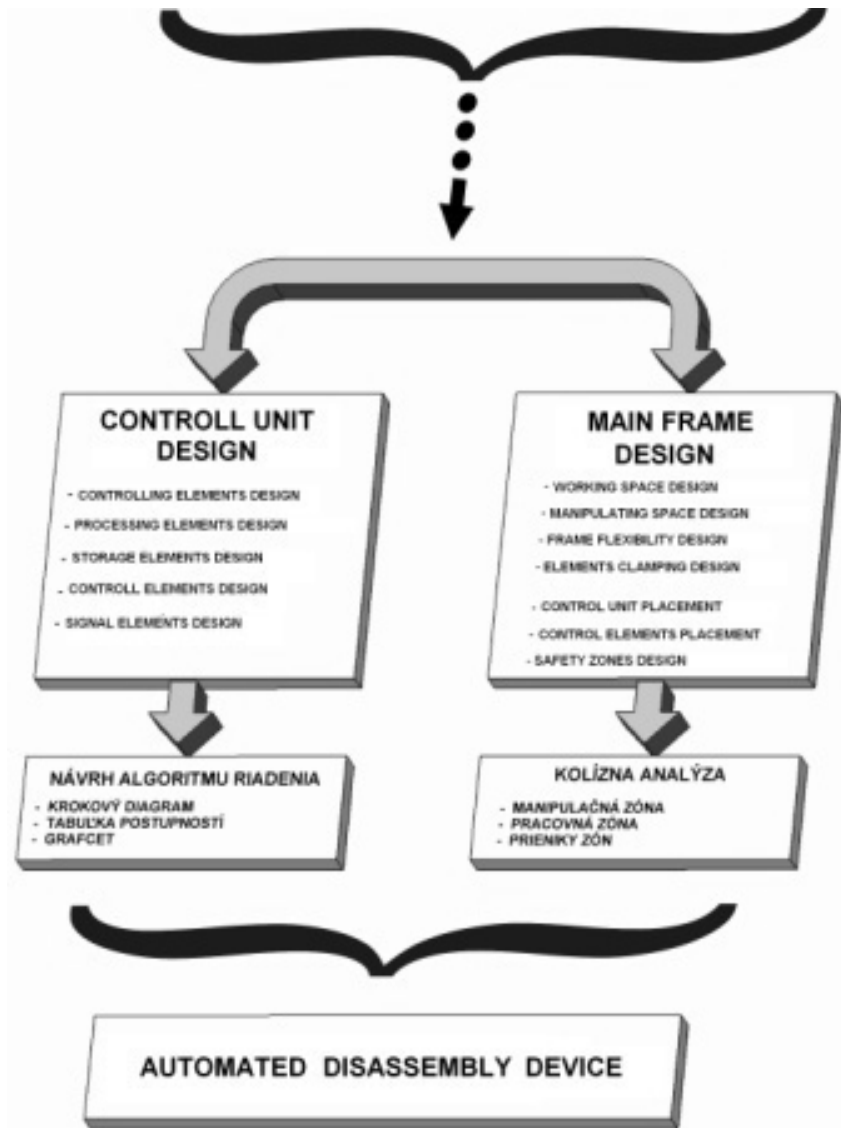 CONTROLL UNIT
DESIGN
- CONTROLLING ELEMENTS DESIGN
- PROCESSING ELEMENTS DESIGN
- STORAGE ELEMENTS DESIGN
- CONTROLL ELEMENTS DESIGN
- SIGNAL ELEMENTS DESIGN
MAIN FRAME
DESIGN
- WORKING SPACE DESIGN
- MANIPULATING SPACE DESIGN
- FRAME FLEXIBILITY DESIGN
- ELEMENTS CLAMPING DESIGN
- CONTROL UNIT PLACEMENT
- CONTROL ELEMENTS PLACEMENT
- SAFETY ZONES DESIGN
NÁVRH ALGORITMU RIADENIA
- KROKOVÝ DIAGRAM
- TABUĽKA POSTUPNOSTÍ
- GRAFCET
KOLÍZNA ANALÝZA
- MANIPULAČNÁ ZÓNA
- PRACOVNÁ ZÓNA
- PRIENIKY ZÓN
AUTOMATED DISASSEMBLY DEVICE